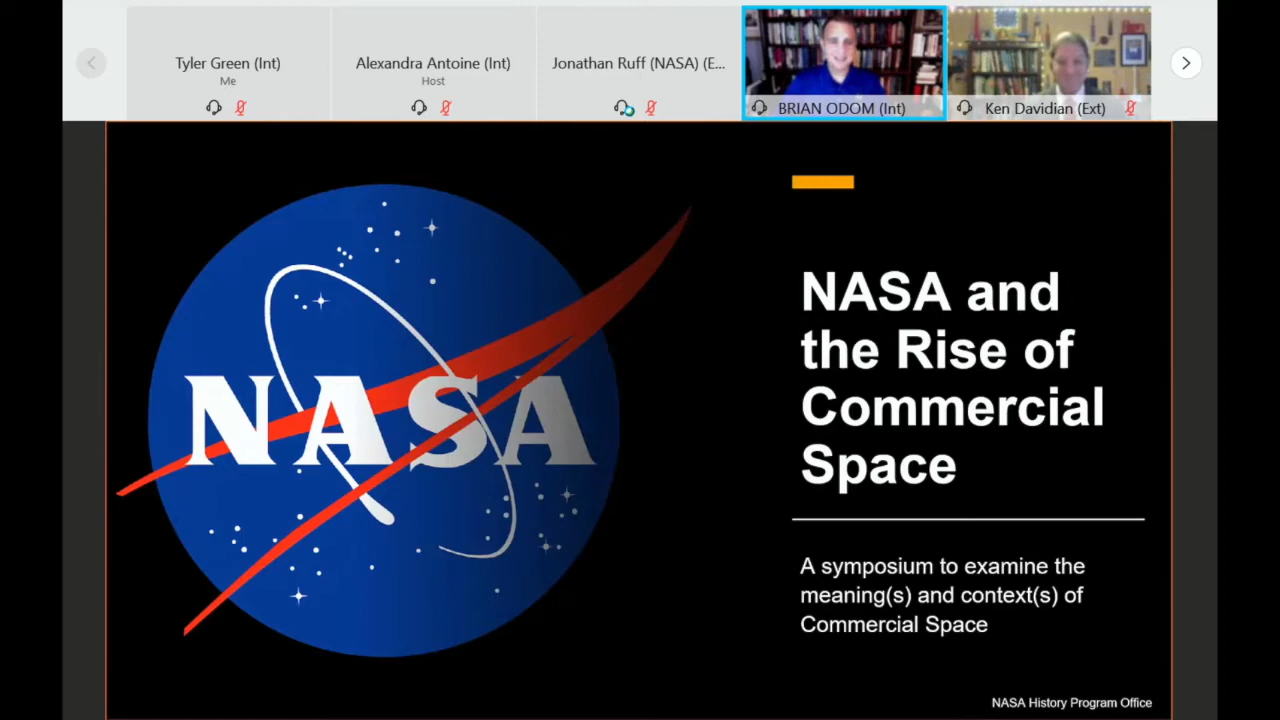 Tyler Green (Int)
Me
Alexandra Antoine (Int)
Host
Jonathan Ruff (NASA) (E...
BRIAN ODOM (Int)
Ken Davidian (Ext)
NASA
NASA and
the Rise of
Commercial
Space
A symposium to examine the
meaning(s) and context(s) of
Commercial Space
NASA History Program Office